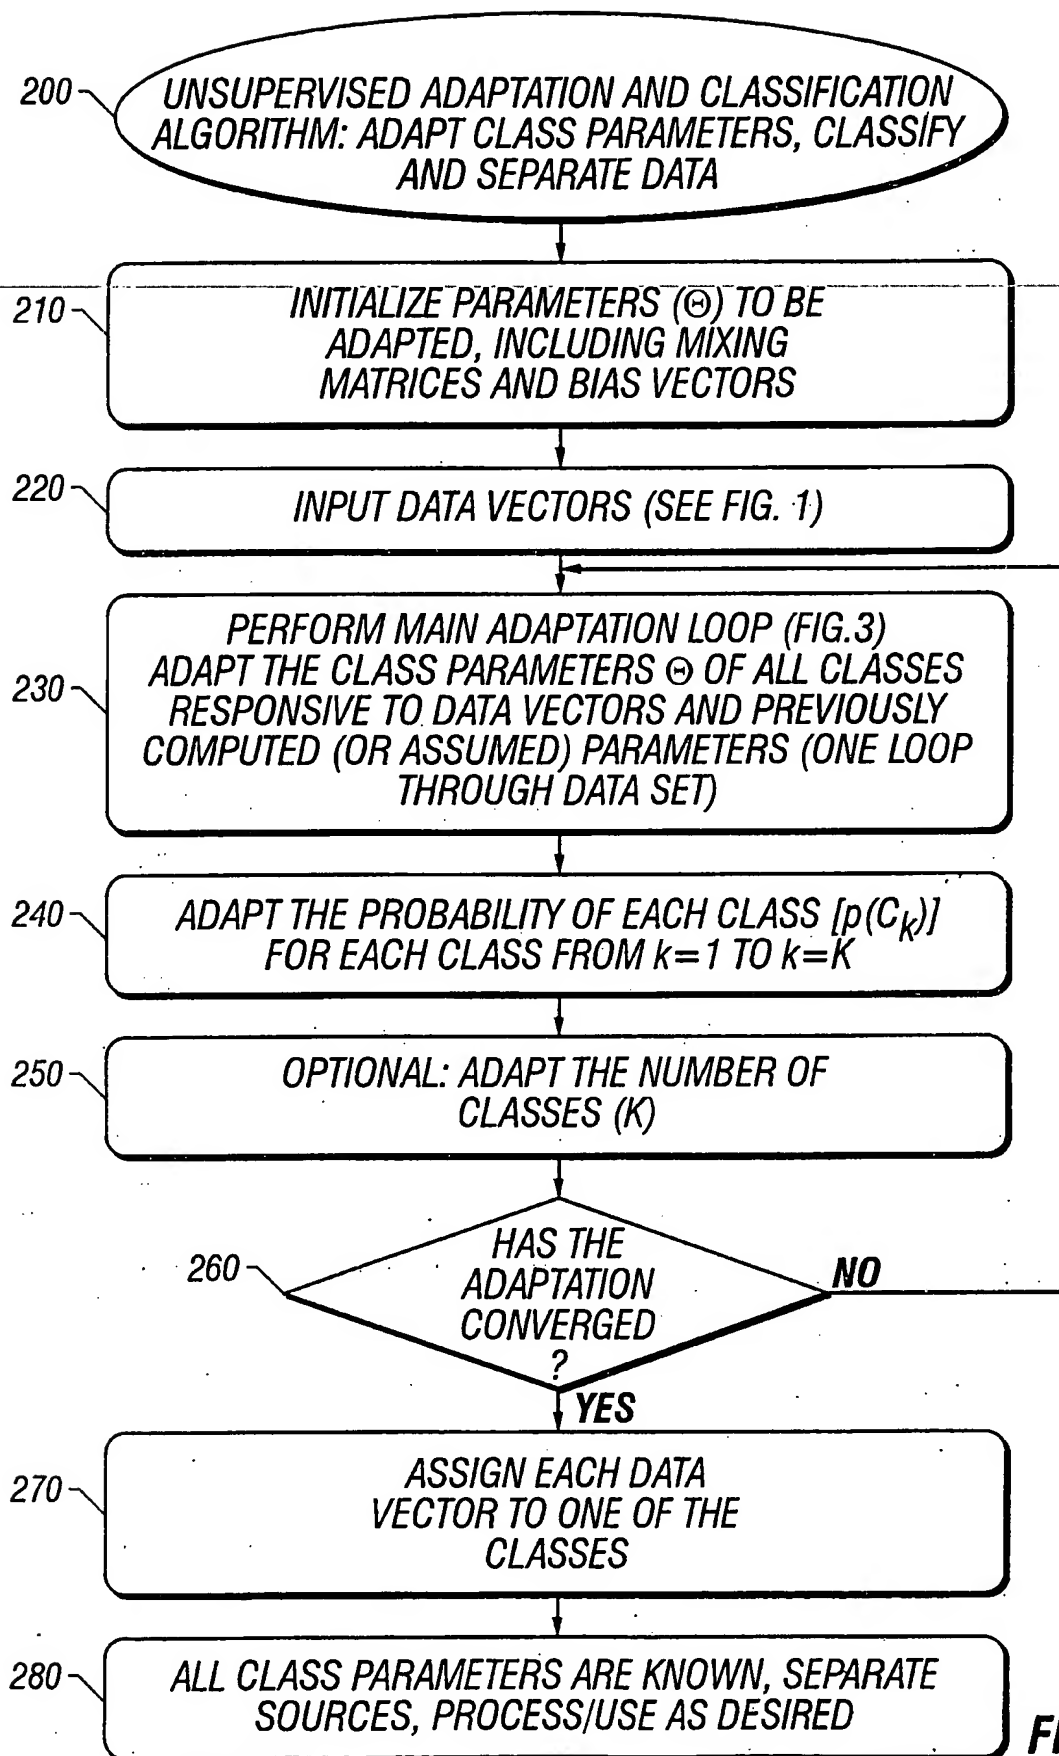 200
UNSUPERVISED ADAPTATION AND CLASSIFICATION
ALGORITHM: ADAPT CLASS PARAMETERS, CLASSIFY
AND SEPARATE DATA
210
INITIALIZE PARAMETERS (Θ) TO BE
ADAPTED, INCLUDING MIXING
MATRICES AND BIAS VECTORS
220
INPUT DATA VECTORS (SEE FIG. 1)
230
PERFORM MAIN ADAPTATION LOOP (FIG.3)
ADAPT THE CLASS PARAMETERS Θ OF ALL CLASSES
RESPONSIVE TO DATA VECTORS AND PREVIOUSLY
COMPUTED (OR ASSUMED) PARAMETERS (ONE LOOP
THROUGH DATA SET)
240
ADAPT THE PROBABILITY OF EACH CLASS [p(Ck)]
FOR EACH CLASS FROM k=1 TO k=K
250
OPTIONAL: ADAPT THE NUMBER OF
CLASSES (K)
260
HAS THE
ADAPTATION
CONVERGED
?
NO
YES
270
ASSIGN EACH DATA
VECTOR TO ONE OF THE
CLASSES
280
ALL CLASS PARAMETERS ARE KNOWN, SEPARATE
SOURCES, PROCESS/USE AS DESIRED